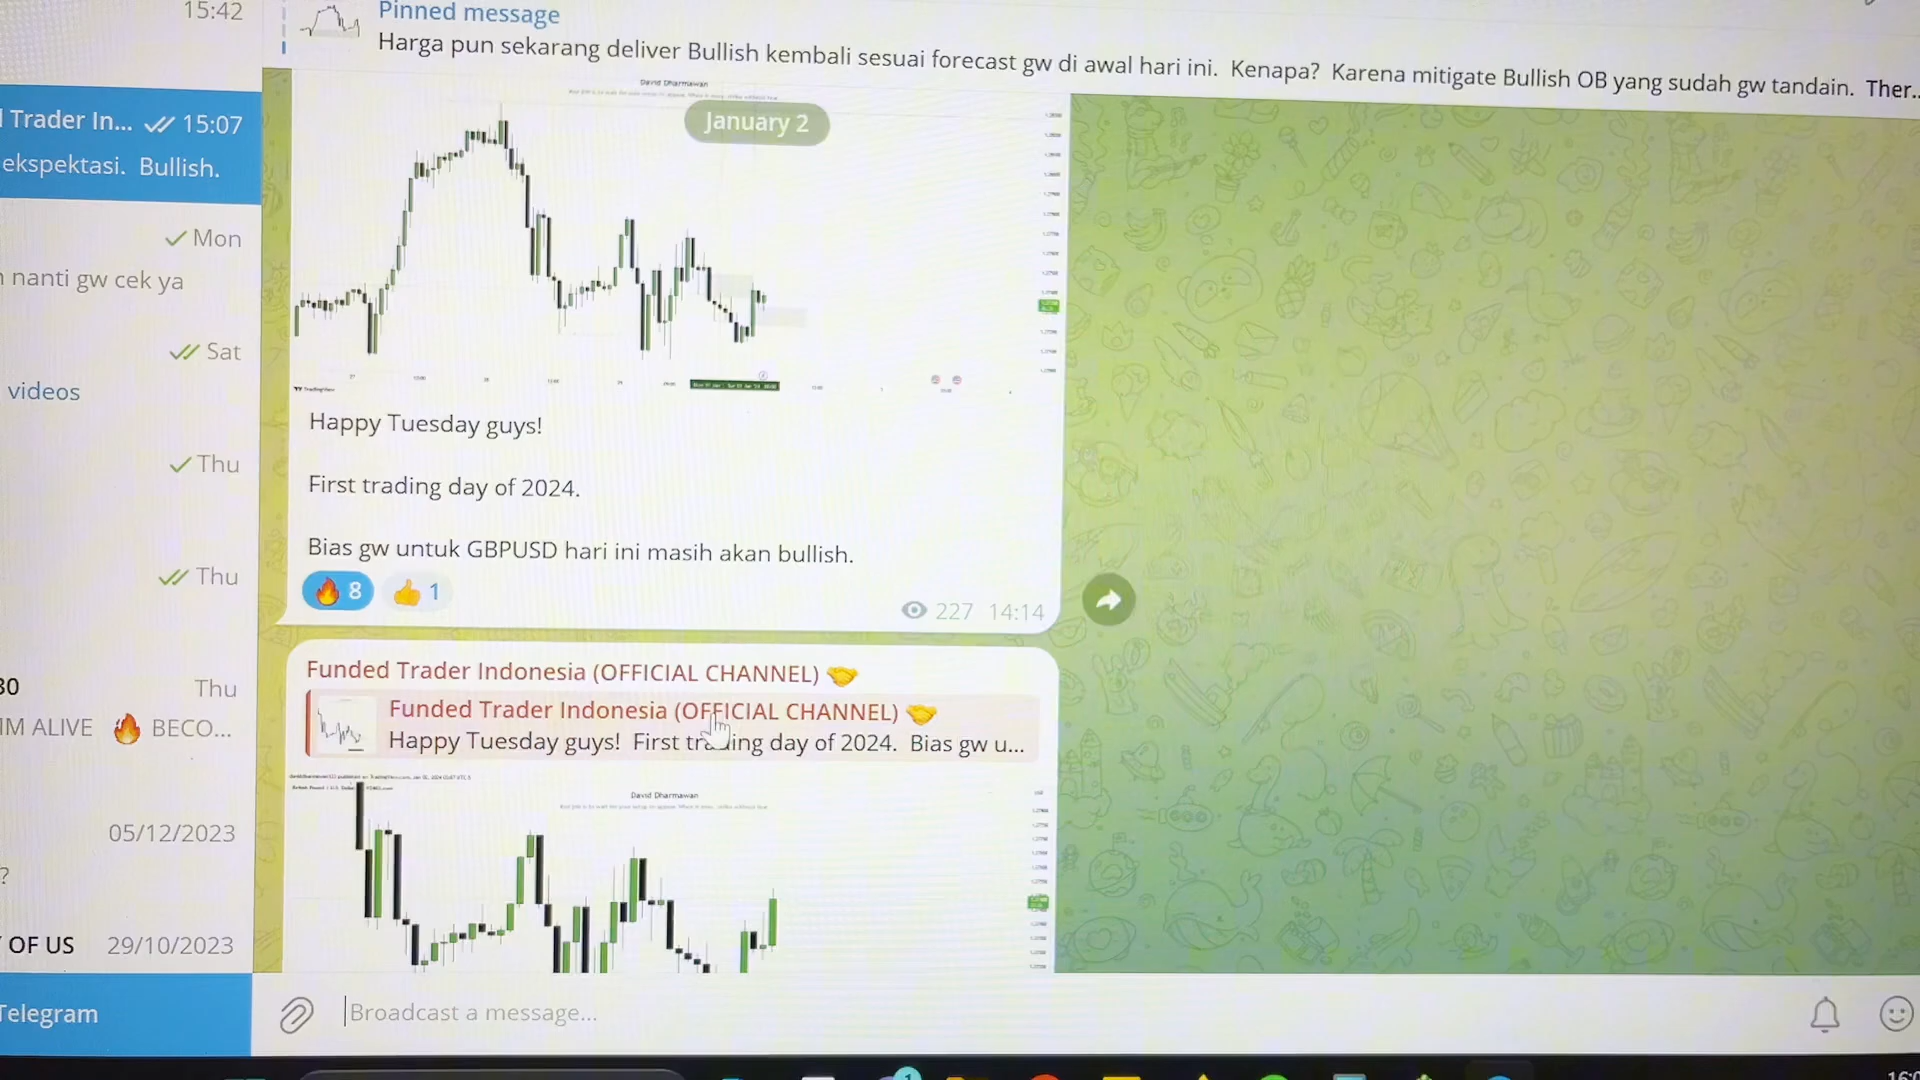 15:42
Pinned message
Harga pun sekarang deliver Bullish kembali sesuai forecast gw di awal hari ini. Kenapa? Karena mitigate Bullish OB yang sudah gw tandain. Ther..
Trader In... 15:07
ekspektasi. Bullish.
Mon
nanti gw cek ya
Sat
videos
Thu
Thu
30 Thu
IM ALIVE 🔥 BECO...
05/12/2023
?
OF US 29/10/2023
Telegram
David Dharmawan
January 2
TradingView
Happy Tuesday guys!
First trading day of 2024.
Bias gw untuk GBPUSD hari ini masih akan bullish.
🔥 8 👍 1
227 14:14
Funded Trader Indonesia (OFFICIAL CHANNEL) 🤝
Funded Trader Indonesia (OFFICIAL CHANNEL) 🤝
Happy Tuesday guys! First trading day of 2024. Bias gw u...
David Dharmawan
Broadcast a message...